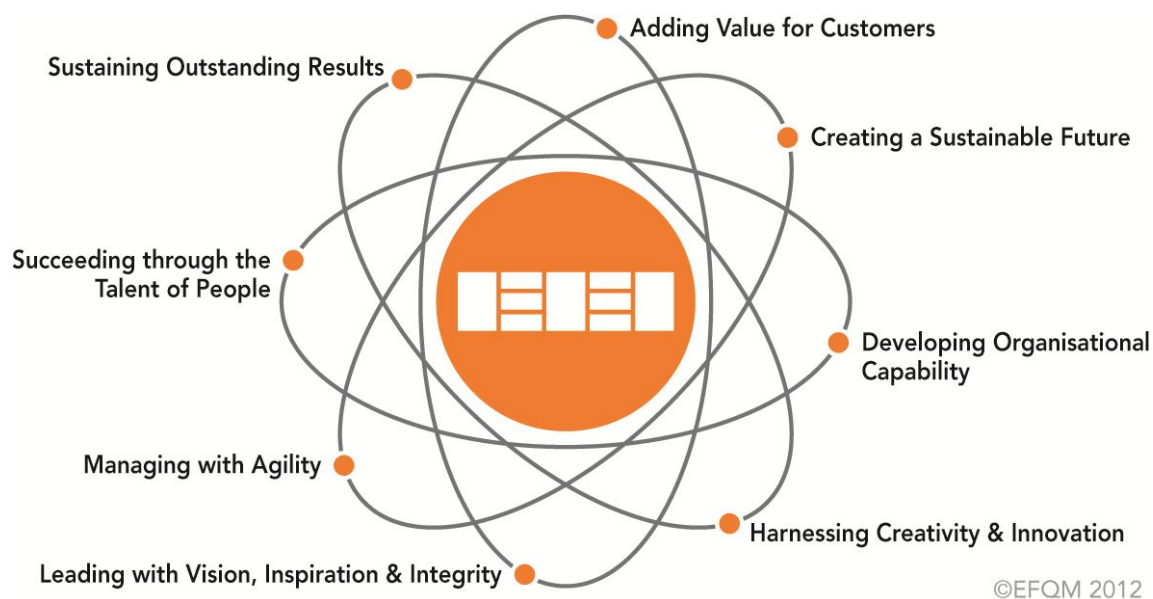 Adding Value for Customers
Sustaining Outstanding Results
Creating a Sustainable Future
Succeeding through the
Talent of People
Developing Organisational
Capability
Managing with Agility
Harnessing Creativity & Innovation
Leading with Vision, Inspiration & Integrity
©EFQM 2012